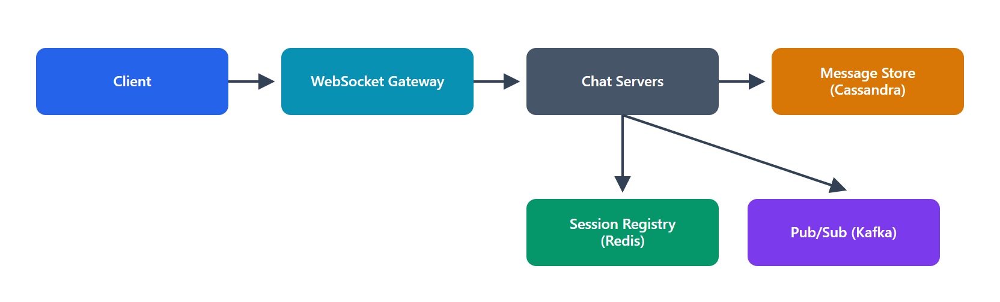 Client
WebSocket Gateway
Chat Servers
Message Store
(Cassandra)
Session Registry
(Redis)
Pub/Sub (Kafka)